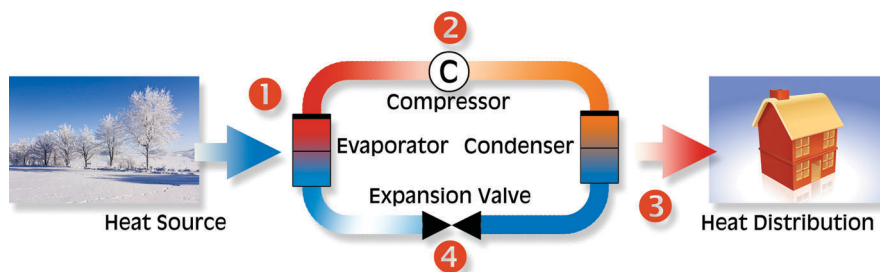 2
1
C
Compressor
Evaporator Condenser
Expansion Valve
3
Heat Source
Heat Distribution
4